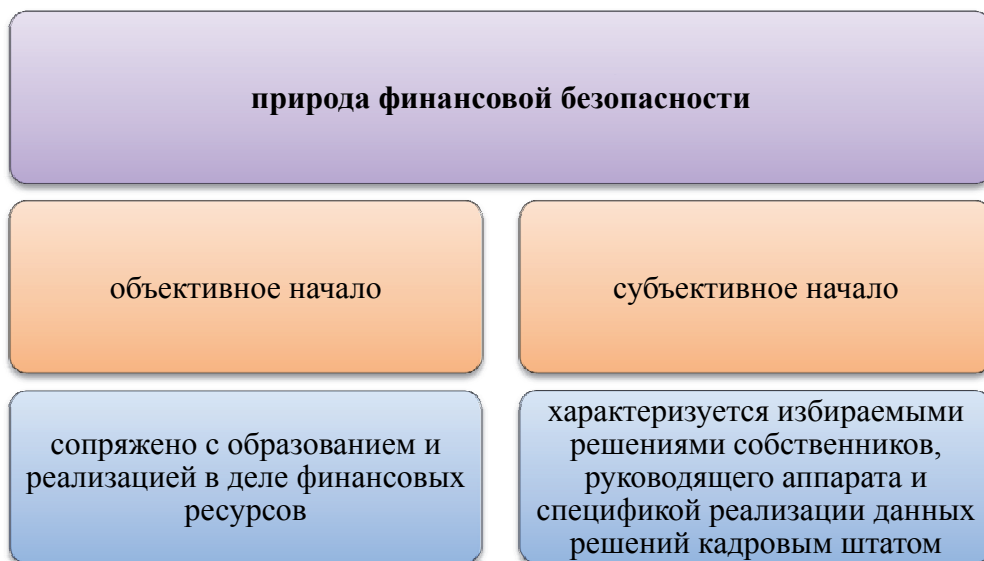 природа финансовой безопасности
объективное начало
субъективное начало
сопряжено с образованием и
реализацией в деле финансовых
ресурсов
характеризуется избираемыми
решениями собственников,
руководящего аппарата и
спецификой реализации данных
решений кадровым штатом